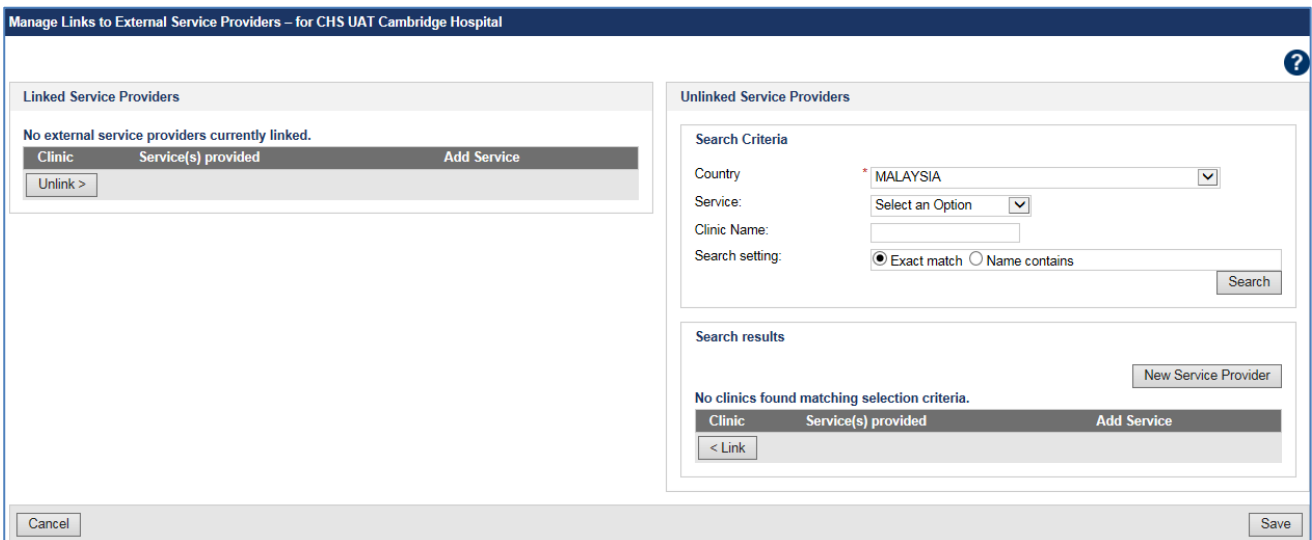 Manage Links to External Service Providers – for CHS UAT Cambridge Hospital
?
Linked Service Providers
No external service providers currently linked.
Clinic Service(s) provided Add Service
Unlink >
Unlinked Service Providers
Search Criteria
Country * MALAYSIA
Service: Select an Option
Clinic Name:
Search setting: Exact match Name contains
Search
Search results
New Service Provider
No clinics found matching selection criteria.
Clinic Service(s) provided Add Service
< Link
Cancel Save